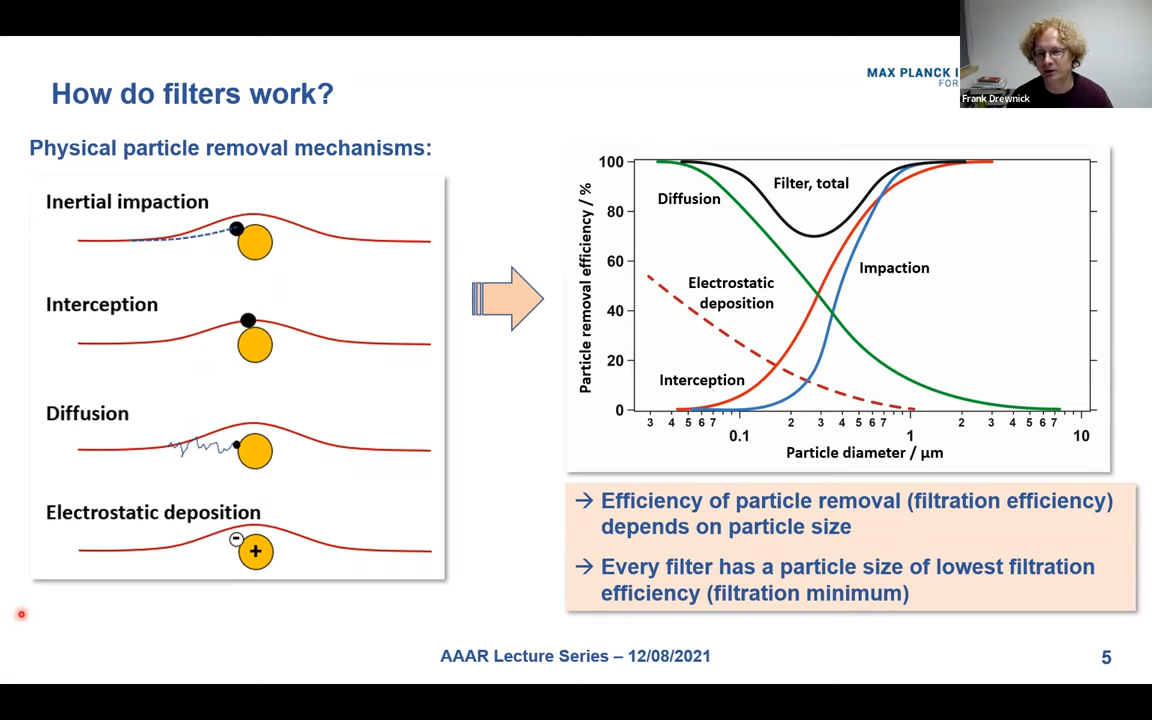 MAX PLANCK I
FOR
Frank Drewnick
How do filters work?
Physical particle removal mechanisms:
Inertial impaction
Interception
Diffusion
Electrostatic deposition
-
+
Particle removal efficiency / %
100
80
60
40
20
0
Filter, total
Diffusion
Impaction
Electrostatic
deposition
Interception
3 4 5 6 7 2 3 4 5 6 7 2 3 4 5 6 7
0.1 1 10
Particle diameter / µm
→ Efficiency of particle removal (filtration efficiency)
depends on particle size
→ Every filter has a particle size of lowest filtration
efficiency (filtration minimum)
AAAR Lecture Series – 12/08/2021
5